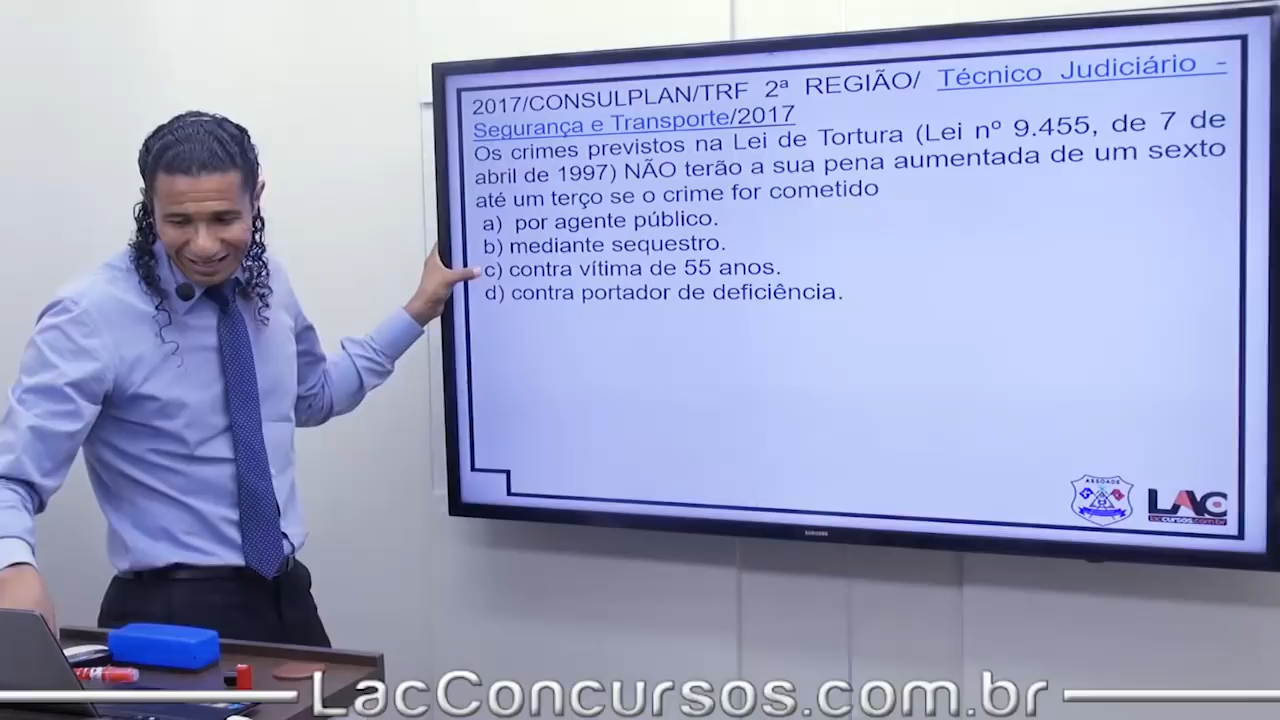 2017/CONSULPLAN/TRF 2ª REGIÃO/ Técnico Judiciário -
Segurança e Transporte/2017
Os crimes previstos na Lei de Tortura (Lei nº 9.455, de 7 de
abril de 1997) NÃO terão a sua pena aumentada de um sexto
até um terço se o crime for cometido
a) por agente público.
b) mediante sequestro.
c) contra vítima de 55 anos.
d) contra portador de deficiência.
ASSOADE
LAC
laccursos.com.br
SAMSUNG
LacConcursos.com.br